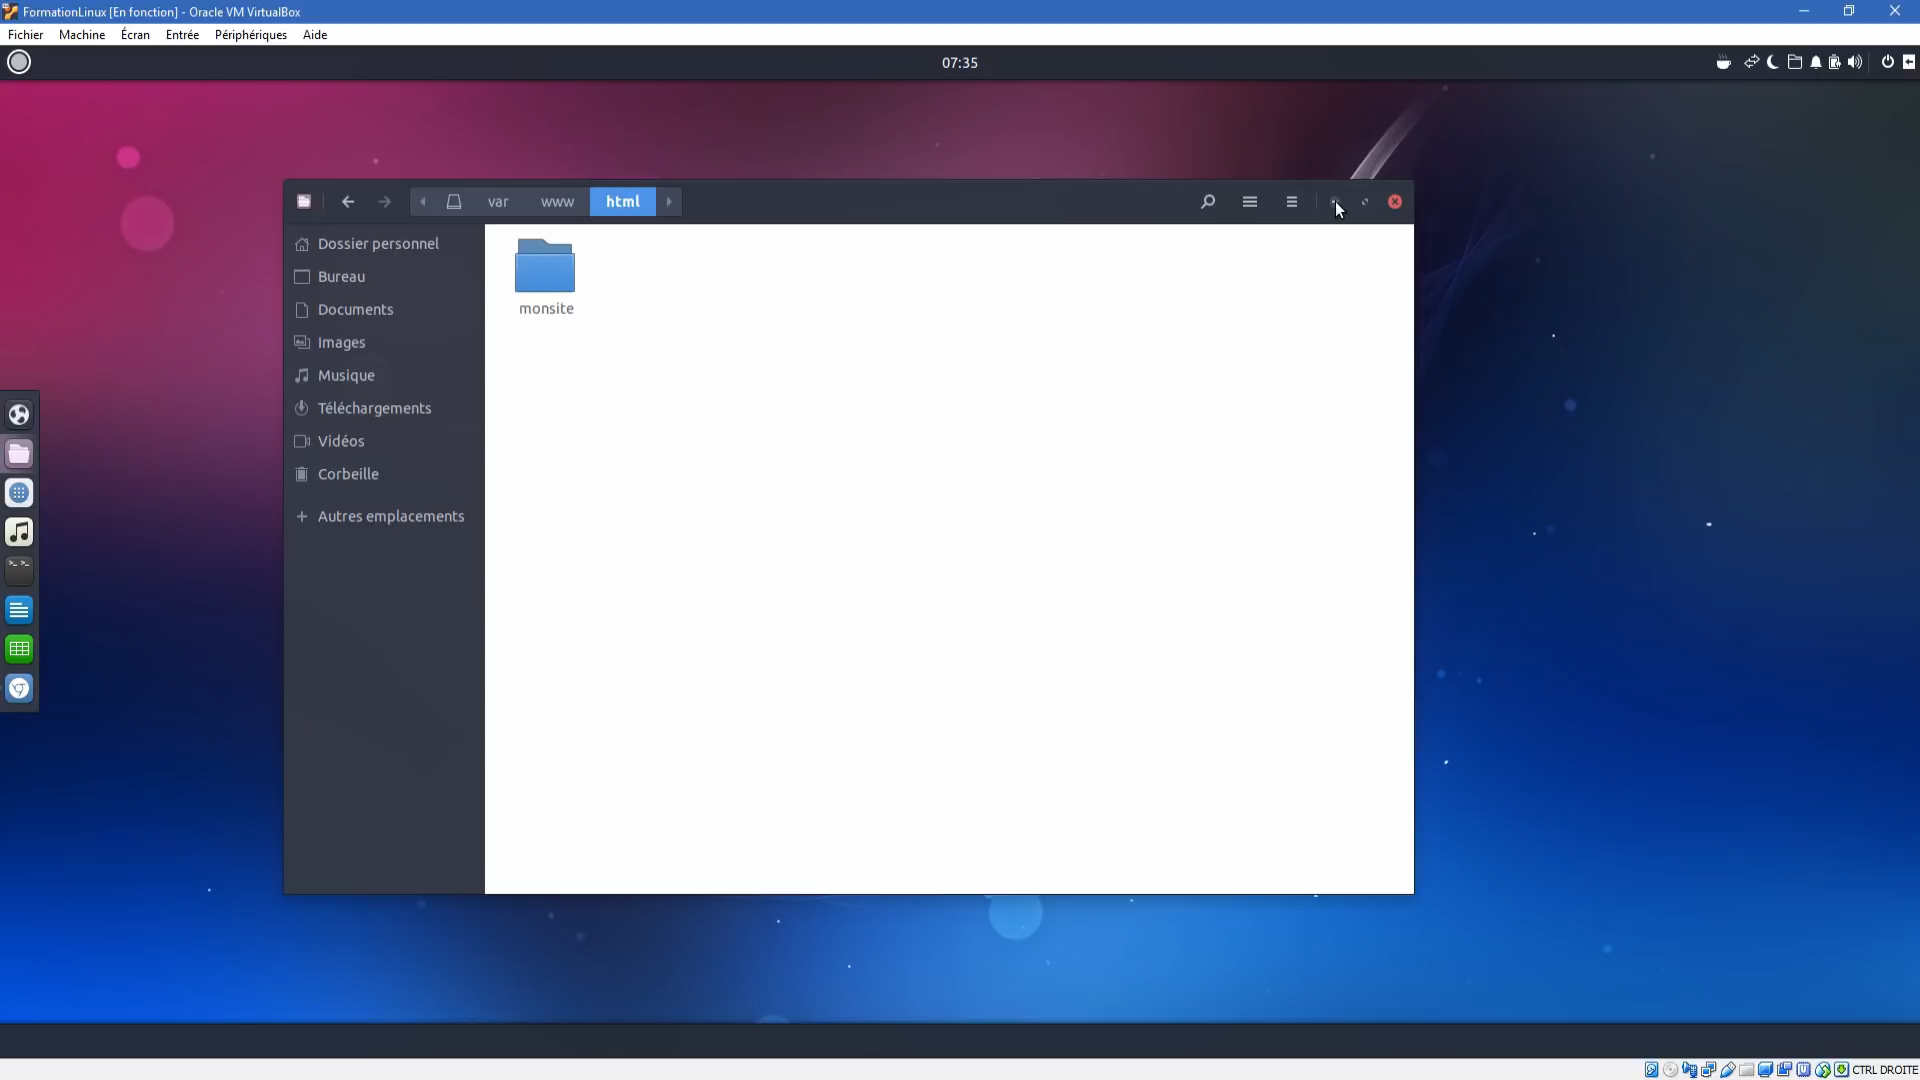 FormationLinux [En fonction] - Oracle VM VirtualBox
Fichier Machine Écran Entrée Périphériques Aide
07:35
var www html
Dossier personnel
Bureau
Documents
Images
Musique
Téléchargements
Vidéos
Corbeille
+ Autres emplacements
monsite
CTRL DROITE